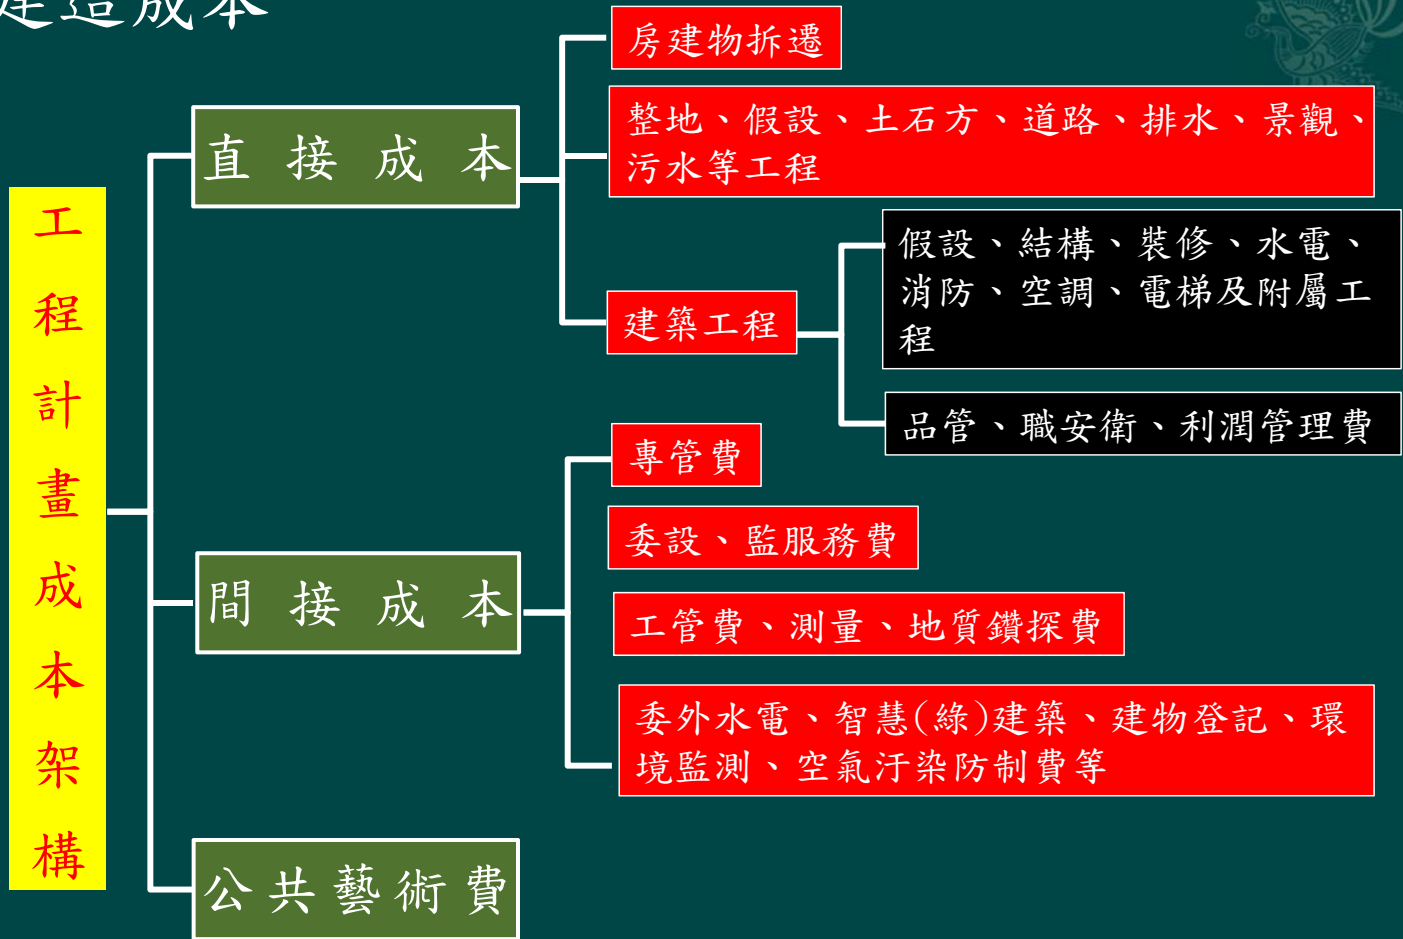 建造成本
工程計畫成本架構
直接成本
房建物拆遷
整地、假設、土石方、道路、排水、景觀、
污水等工程
建築工程
假設、結構、裝修、水電、
消防、空調、電梯及附屬工
程
品管、職安衛、利潤管理費
間接成本
專管費
委設、監服務費
工管費、測量、地質鑽探費
委外水電、智慧(綠)建築、建物登記、環
境監測、空氣汙染防制費等
公共藝術費